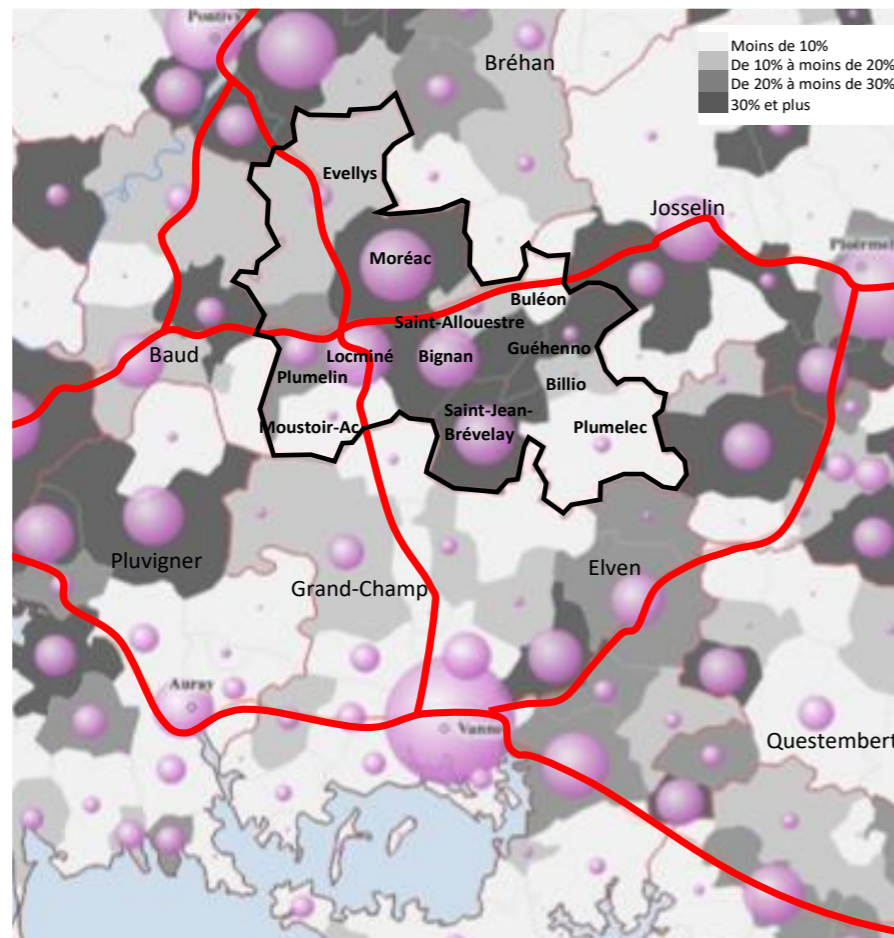 Pontivy
Bréhan
Moins de 10%
De 10% à moins de 20%
De 20% à moins de 30%
30% et plus
Evellys
Josselin
Moréac
Buléon
Saint-Allouestre
Baud
Locminé
Bignan
Guéhenno
Plumelin
Billio
Moustoir-Ac
Saint-Jean-
Brévelay
Plumelec
Pluvigner
Grand-Champ
Elven
Auray
Questembert